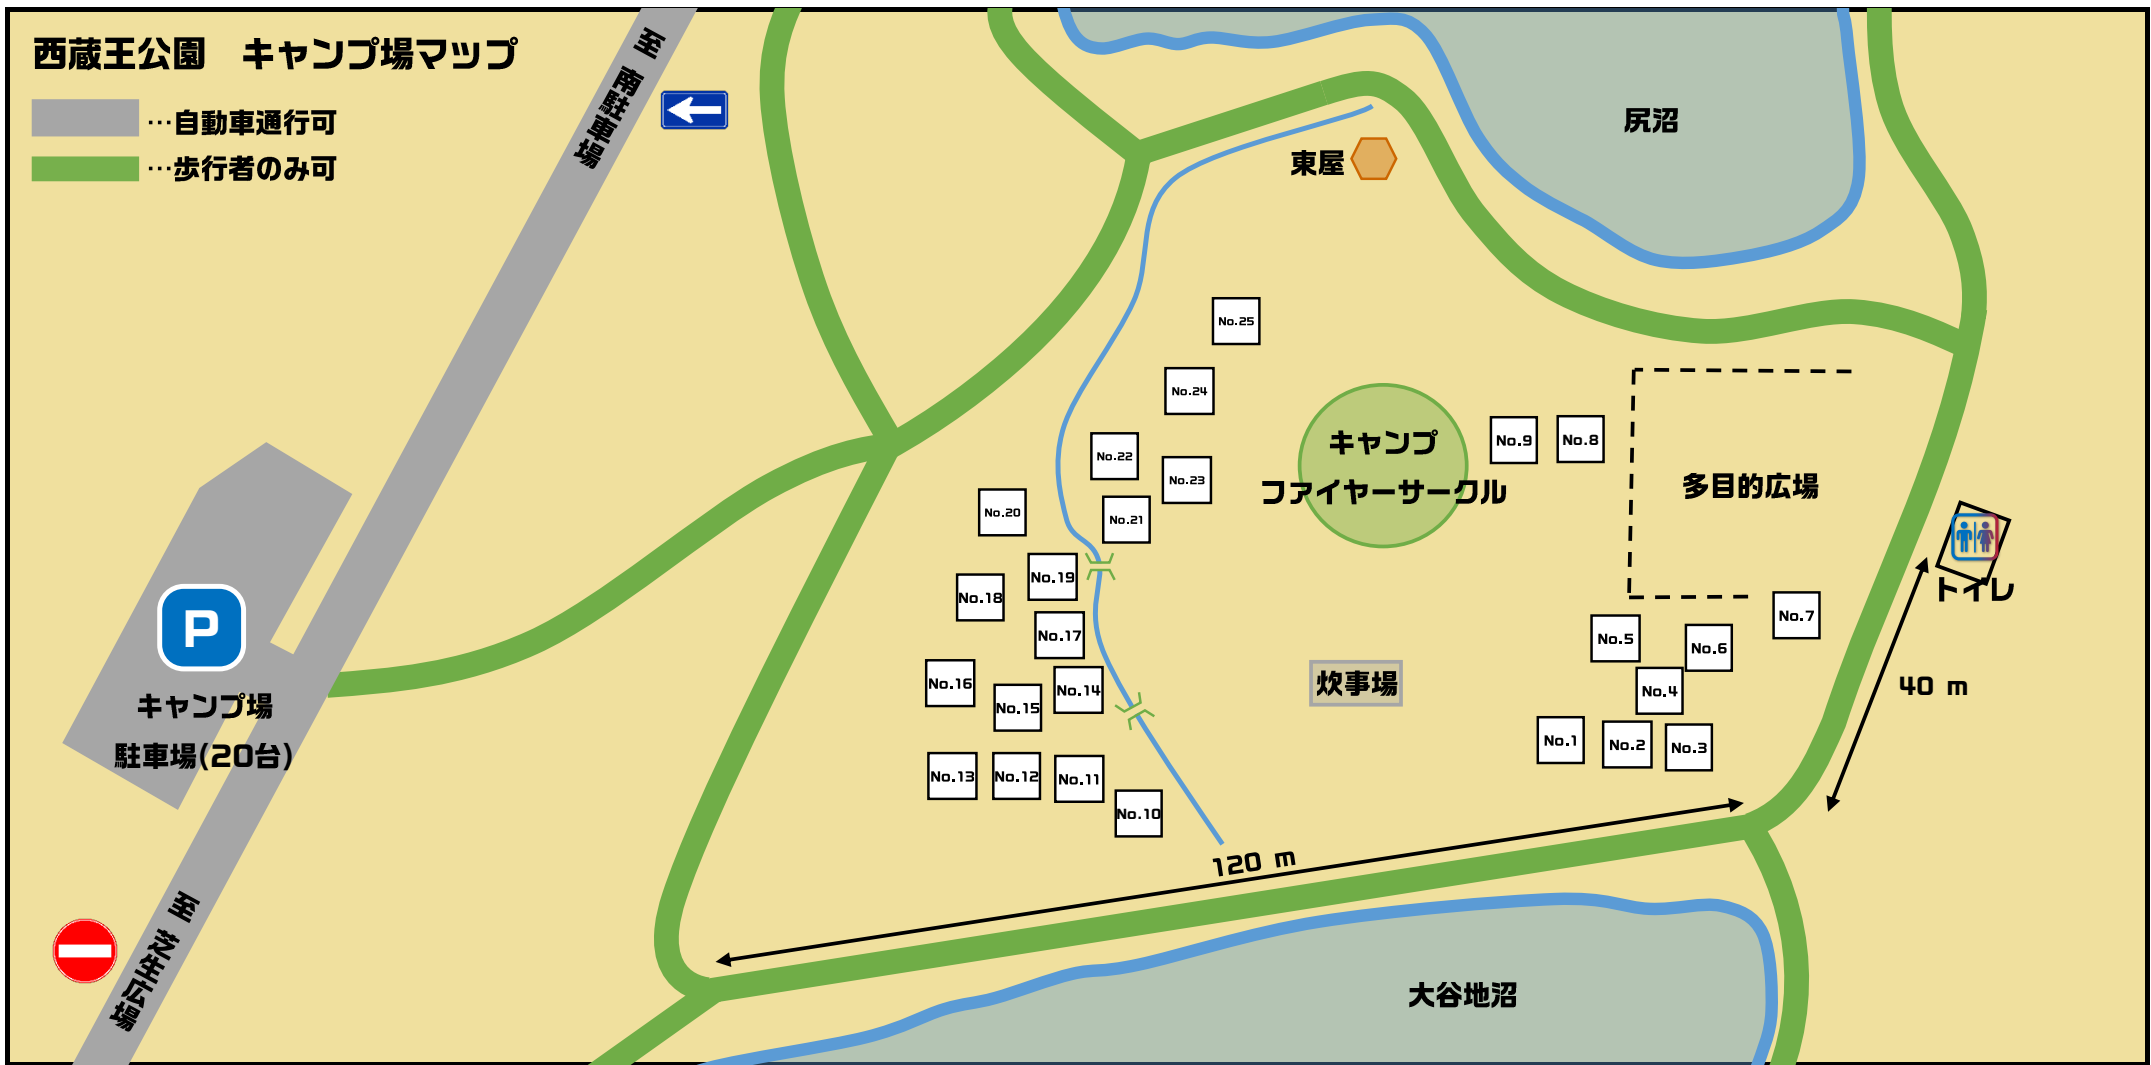 西蔵王公園　キャンプ場マップ
…自動車通行可
…歩行者のみ可
至 南駐車場
尻沼
東屋
No.25
No.24
No.22
No.23
No.21
No.20
No.19
No.18
No.17
No.16
No.15
No.14
No.13
No.12
No.11
No.10
キャンプ
ファイヤーサークル
No.9
No.8
多目的広場
トイレ
No.7
No.5
No.6
No.4
No.1
No.2
No.3
炊事場
40 m
120 m
P
キャンプ場
駐車場(20台)
至 芝生広場
大谷地沼